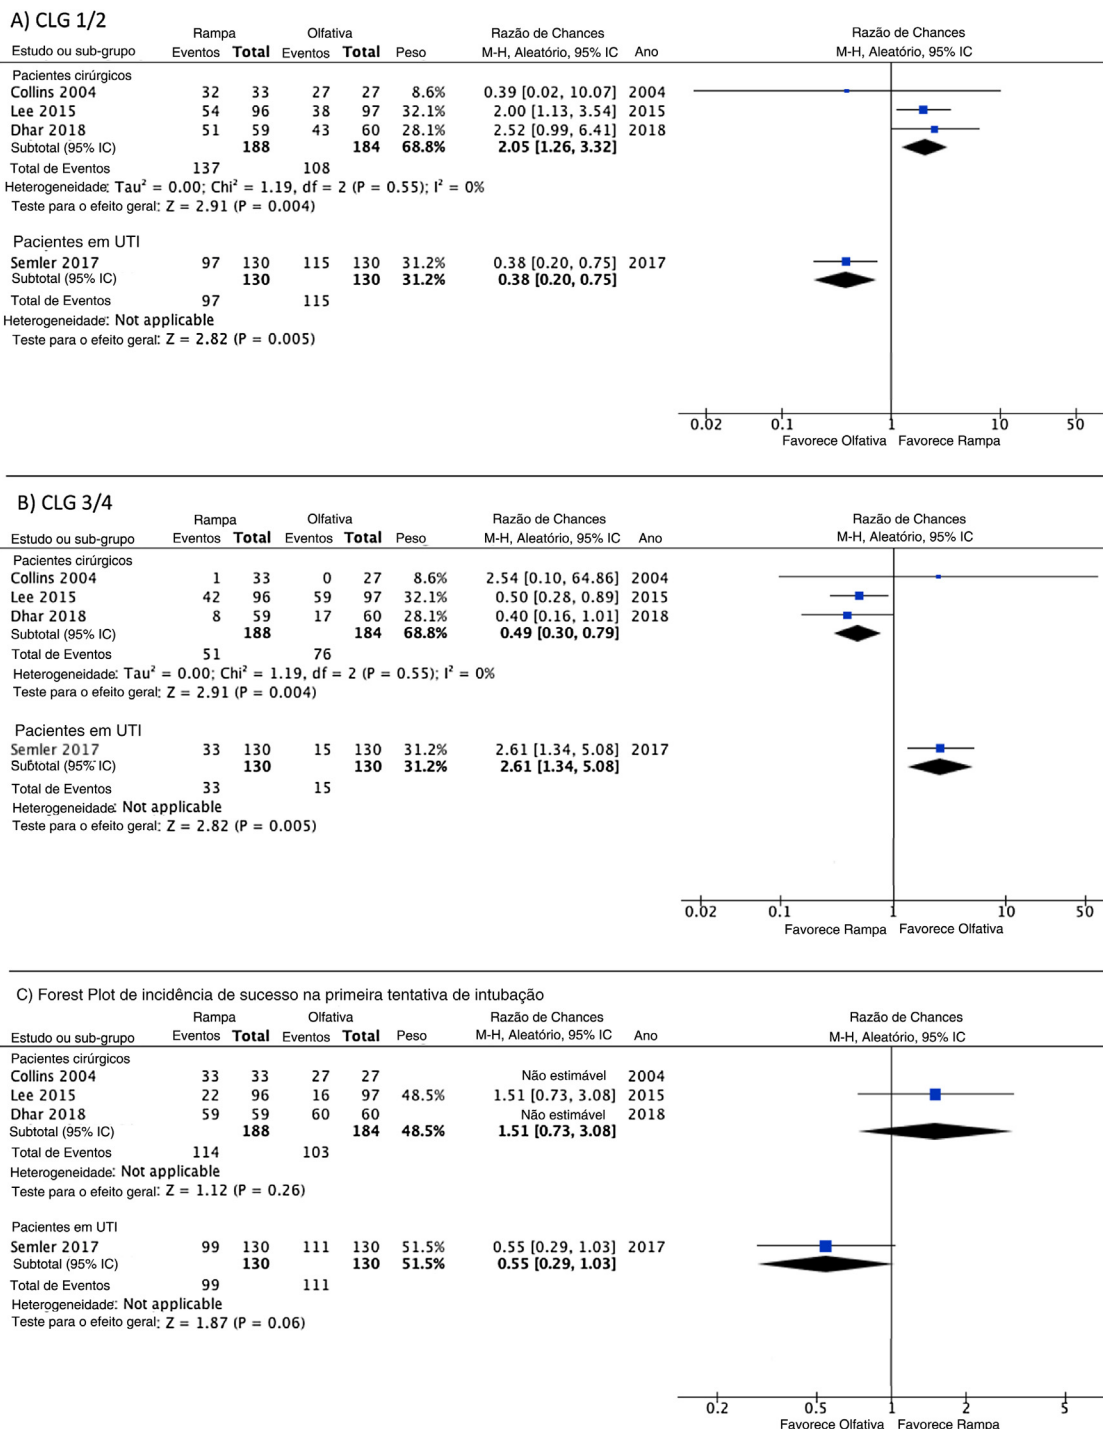 A) CLG 1/2
Rampa Olfativa Razão de Chances Razão de Chances
Estudo ou sub-grupo Eventos Total Eventos Total Peso M-H, Aleatório, 95% IC Ano M-H, Aleatório, 95% IC
Pacientes cirúrgicos
Collins 2004 32 33 27 27 8.6% 0.39 [0.02, 10.07] 2004
Lee 2015 54 96 38 97 32.1% 2.00 [1.13, 3.54] 2015
Dhar 2018 51 59 43 60 28.1% 2.52 [0.99, 6.41] 2018
Subtotal (95% IC) 188 184 68.8% 2.05 [1.26, 3.32]
Total de Eventos 137 108
Heterogeneidade: Tau² = 0.00; Chi² = 1.19, df = 2 (P = 0.55); I² = 0%
Teste para o efeito geral: Z = 2.91 (P = 0.004)
Pacientes em UTI
Semler 2017 97 130 115 130 31.2% 0.38 [0.20, 0.75] 2017
Subtotal (95% IC) 130 130 31.2% 0.38 [0.20, 0.75]
Total de Eventos 97 115
Heterogeneidade: Not applicable
Teste para o efeito geral: Z = 2.82 (P = 0.005)
0.02 0.1 1 10 50
Favorece Olfativa Favorece Rampa
B) CLG 3/4
Rampa Olfativa Razão de Chances Razão de Chances
Estudo ou sub-grupo Eventos Total Eventos Total Peso M-H, Aleatório, 95% IC Ano M-H, Aleatório, 95% IC
Pacientes cirúrgicos
Collins 2004 1 33 0 27 8.6% 2.54 [0.10, 64.86] 2004
Lee 2015 42 96 59 97 32.1% 0.50 [0.28, 0.89] 2015
Dhar 2018 8 59 17 60 28.1% 0.40 [0.16, 1.01] 2018
Subtotal (95% IC) 188 184 68.8% 0.49 [0.30, 0.79]
Total de Eventos 51 76
Heterogeneidade: Tau² = 0.00; Chi² = 1.19, df = 2 (P = 0.55); I² = 0%
Teste para o efeito geral: Z = 2.91 (P = 0.004)
Pacientes em UTI
Semler 2017 33 130 15 130 31.2% 2.61 [1.34, 5.08] 2017
Subtotal (95% IC) 130 130 31.2% 2.61 [1.34, 5.08]
Total de Eventos 33 15
Heterogeneidade: Not applicable
Teste para o efeito geral: Z = 2.82 (P = 0.005)
0.02 0.1 1 10 50
Favorece Rampa Favorece Olfativa
C) Forest Plot de incidência de sucesso na primeira tentativa de intubação
Rampa Olfativa Razão de Chances Razão de Chances
Estudo ou sub-grupo Eventos Total Eventos Total Peso M-H, Aleatório, 95% IC Ano M-H, Aleatório, 95% IC
Pacientes cirúrgicos
Collins 2004 33 33 27 27 Não estimável 2004
Lee 2015 22 96 16 97 48.5% 1.51 [0.73, 3.08] 2015
Dhar 2018 59 59 60 60 Não estimável 2018
Subtotal (95% IC) 188 184 48.5% 1.51 [0.73, 3.08]
Total de Eventos 114 103
Heterogeneidade: Not applicable
Teste para o efeito geral: Z = 1.12 (P = 0.26)
Pacientes em UTI
Semler 2017 99 130 111 130 51.5% 0.55 [0.29, 1.03] 2017
Subtotal (95% IC) 130 130 51.5% 0.55 [0.29, 1.03]
Total de Eventos 99 111
Heterogeneidade: Not applicable
Teste para o efeito geral: Z = 1.87 (P = 0.06)
0.2 0.5 1 2 5
Favorece Olfativa Favorece Rampa